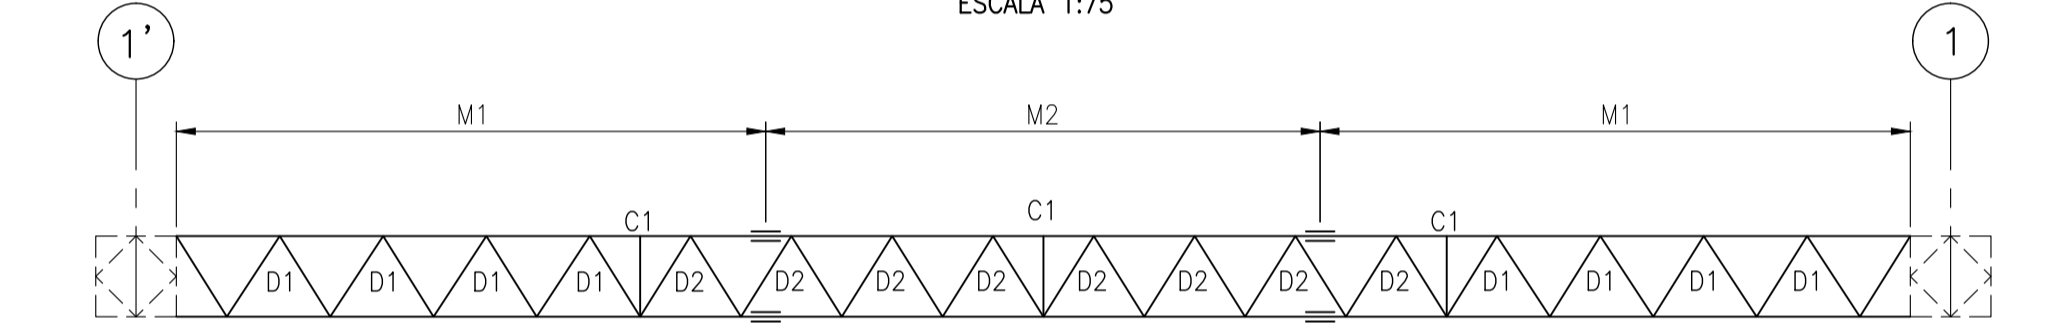 ESCALA 1:75
1' 1
M1 M2 M1
C1 C1 C1
D1 D1 D1 D1 D2 D2 D2 D2 D2 D2 D2 D2 D1 D1 D1 D1